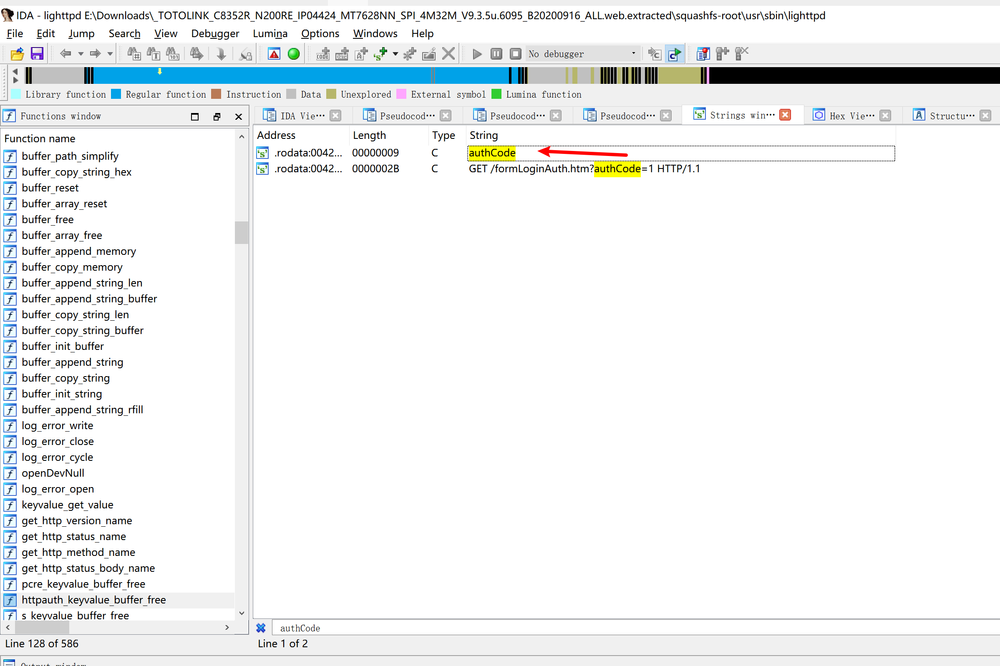 IDA - lighttpd E:\Downloads\_TOTOLINK_C8352R_N200RE_IP04424_MT7628NN_SPI_4M32M_V9.3.5u.6095_B20200916_ALL.web.extracted\squashfs-root\usr\sbin\lighttpd
File Edit Jump Search View Debugger Lumina Options Windows Help
No debugger
Library function Regular function Instruction Data Unexplored External symbol Lumina function
Functions window
IDA Vie… Pseudocod… Pseudocod… Pseudocod… Strings win… Hex Vie… Structu…
Function name
buffer_path_simplify
buffer_copy_string_hex
buffer_reset
buffer_array_reset
buffer_free
buffer_array_free
buffer_append_memory
buffer_copy_memory
buffer_append_string_len
buffer_append_string_buffer
buffer_copy_string_len
buffer_copy_string_buffer
buffer_init_buffer
buffer_append_string
buffer_copy_string
buffer_init_string
buffer_append_string_rfill
log_error_write
log_error_close
log_error_cycle
openDevNull
log_error_open
keyvalue_get_value
get_http_version_name
get_http_status_name
get_http_method_name
get_http_status_body_name
pcre_keyvalue_buffer_free
httpauth_keyvalue_buffer_free
s_keyvalue_buffer_free
Line 128 of 586
Address Length Type String
.rodata:0042... 00000009 C authCode
.rodata:0042... 0000002B C GET /formLoginAuth.htm?authCode=1 HTTP/1.1
authCode
Line 1 of 2
Output window